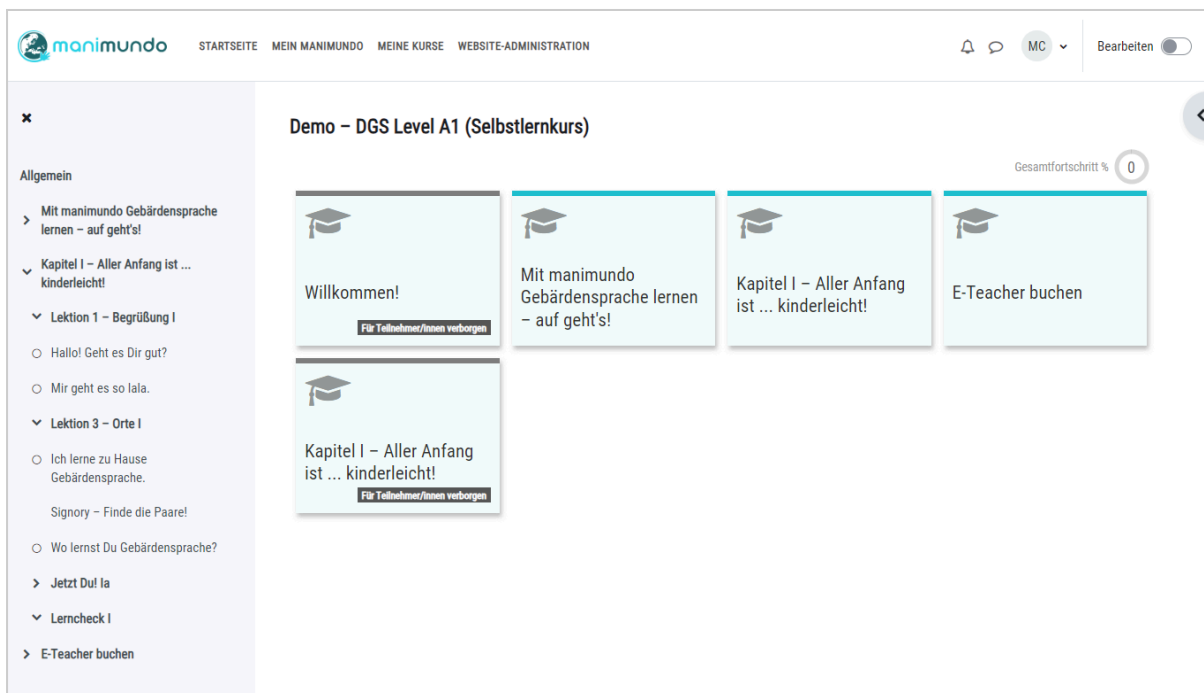 manimundo
STARTSEITE MEIN MANIMUNDO MEINE KURSE WEBSITE-ADMINISTRATION
MC
Bearbeiten
Allgemein
Mit manimundo Gebärdensprache
lernen – auf geht's!
Kapitel I – Aller Anfang ist ...
kinderleicht!
Lektion 1 – Begrüßung I
Hallo! Geht es Dir gut?
Mir geht es so lala.
Lektion 3 – Orte I
Ich lerne zu Hause
Gebärdensprache.
Signory – Finde die Paare!
Wo lernst Du Gebärdensprache?
Jetzt Du! Ia
Lerncheck I
E-Teacher buchen
Demo – DGS Level A1 (Selbstlernkurs)
Gesamtfortschritt % 0
Willkommen!
Für Teilnehmer/innen verborgen
Mit manimundo
Gebärdensprache lernen
– auf geht's!
Kapitel I – Aller Anfang
ist ... kinderleicht!
E-Teacher buchen
Kapitel I – Aller Anfang
ist ... kinderleicht!
Für Teilnehmer/innen verborgen